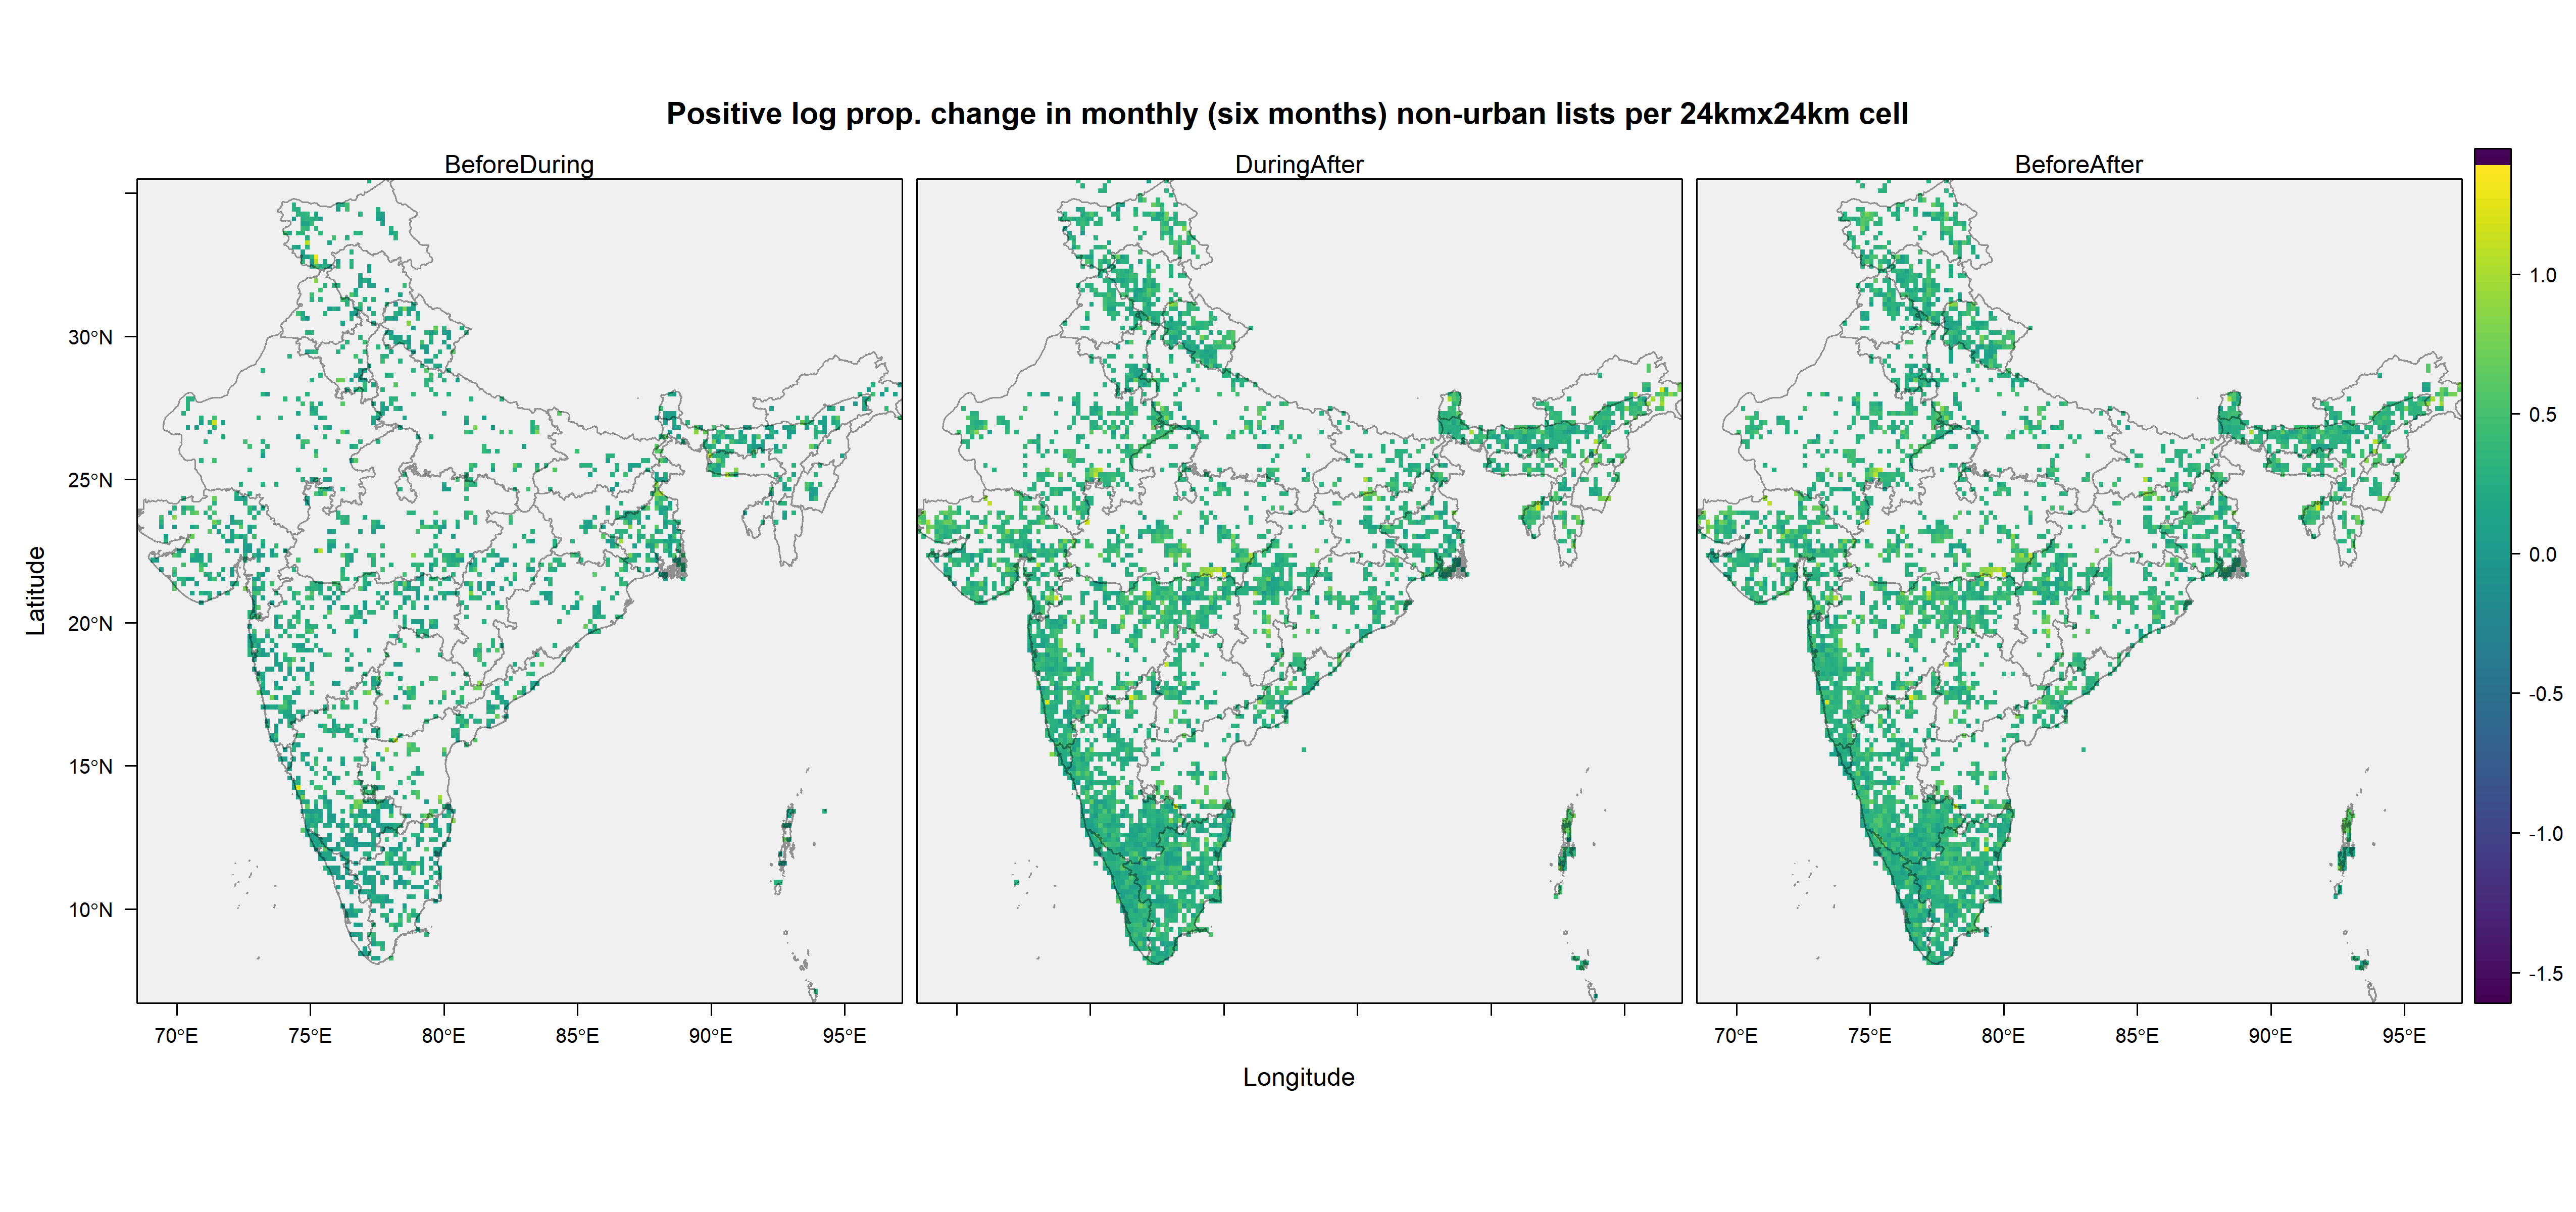 Positive log prop. change in monthly (six months) non-urban lists per 24kmx24km cell
BeforeDuring
DuringAfter
BeforeAfter
Latitude
30°N
25°N
20°N
15°N
10°N
70°E 75°E 80°E 85°E 90°E 95°E
70°E 75°E 80°E 85°E 90°E 95°E
Longitude
1.0
0.5
0.0
-0.5
-1.0
-1.5